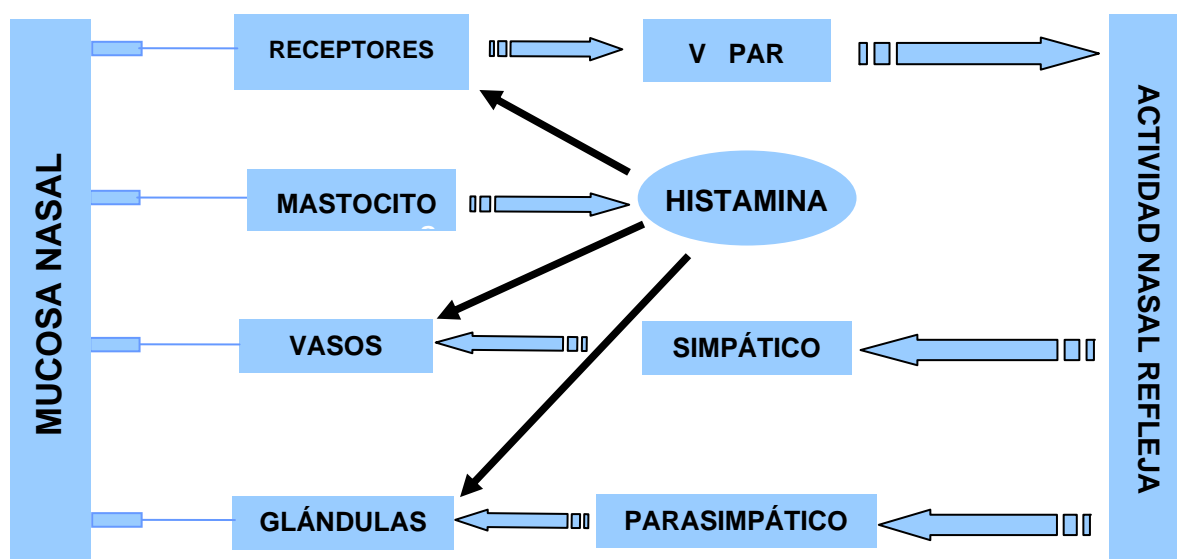 MUCOSA NASAL
RECEPTORES
V PAR
MASTOCITO
HISTAMINA
VASOS
SIMPÁTICO
GLÁNDULAS
PARASIMPÁTICO
ACTIVIDAD NASAL REFLEJA